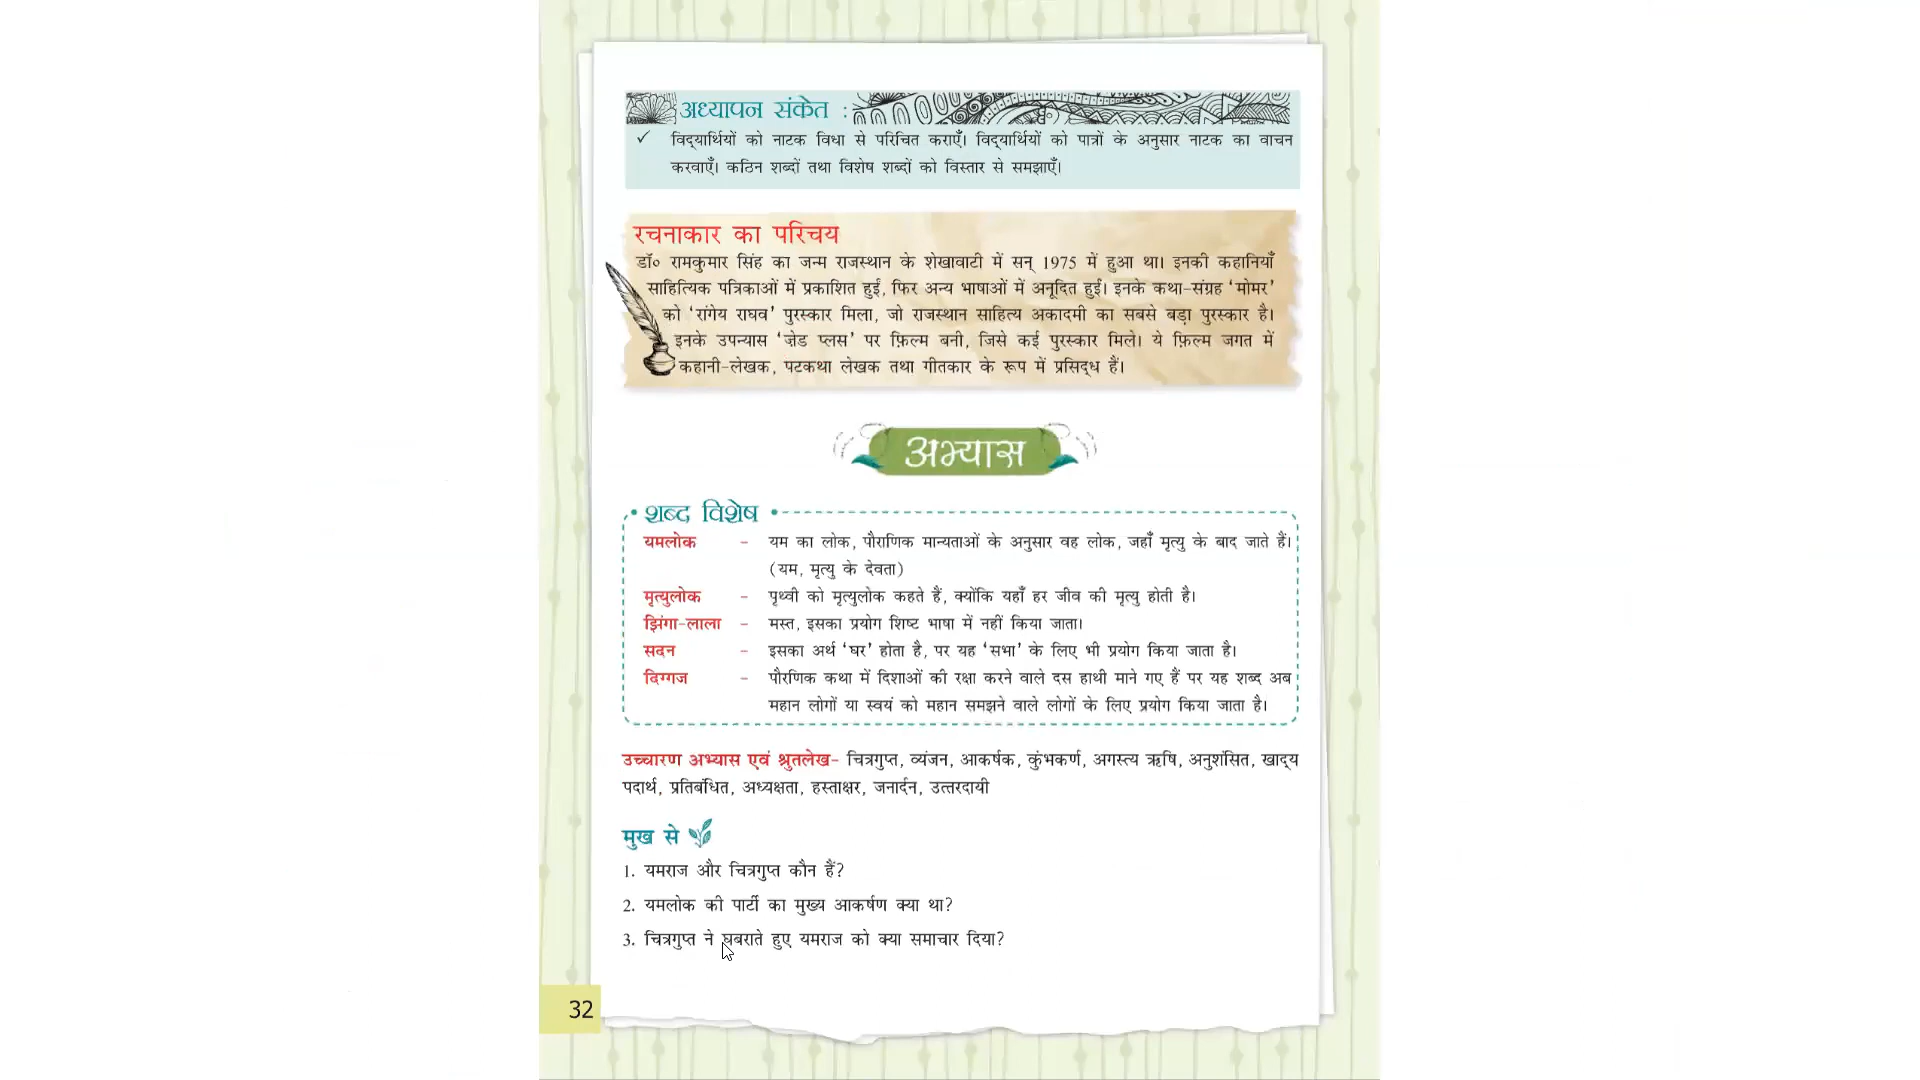 अध्यापन संकेत :
✓ विद्‌यार्थियों को नाटक विधा से परिचित कराएँ। विद्‌यार्थियों को पात्रों के अनुसार नाटक का वाचन
करवाएँ। कठिन शब्दों तथा विशेष शब्दों को विस्तार से समझाएँ।
रचनाकार का परिचय
डॉ० रामकुमार सिंह का जन्म राजस्थान के शेखावाटी में सन् 1975 में हुआ था। इनकी कहानियाँ
साहित्यिक पत्रिकाओं में प्रकाशित हुईं, फिर अन्य भाषाओं में अनूदित हुईं। इनके कथा-संग्रह ‘मोमर’
को ‘रांगेय राघव’ पुरस्कार मिला, जो राजस्थान साहित्य अकादमी का सबसे बड़ा पुरस्कार है।
इनके उपन्यास ‘ज़ेड प्लस’ पर फ़िल्म बनी, जिसे कई पुरस्कार मिले। ये फ़िल्म जगत में
कहानी-लेखक, पटकथा लेखक तथा गीतकार के रूप में प्रसिद्‌ध हैं।
अभ्यास
शब्द विशेष
यमलोक - यम का लोक, पौराणिक मान्यताओं के अनुसार वह लोक, जहाँ मृत्यु के बाद जाते हैं।
(यम, मृत्यु के देवता)
मृत्युलोक - पृथ्वी को मृत्युलोक कहते हैं, क्योंकि यहाँ हर जीव की मृत्यु होती है।
झिंगा-लाला - मस्त, इसका प्रयोग शिष्ट भाषा में नहीं किया जाता।
सदन - इसका अर्थ ‘घर’ होता है, पर यह ‘सभा’ के लिए भी प्रयोग किया जाता है।
दिग्गज - पौरणिक कथा में दिशाओं की रक्षा करने वाले दस हाथी माने गए हैं पर यह शब्द अब
महान लोगों या स्वयं को महान समझने वाले लोगों के लिए प्रयोग किया जाता है।
उच्चारण अभ्यास एवं श्रुतलेख- चित्रगुप्त, व्यंजन, आकर्षक, कुंभकर्ण, अगस्त्य ऋषि, अनुशंसित, खाद्‌य
पदार्थ, प्रतिबंधित, अध्यक्षता, हस्ताक्षर, जनार्दन, उत्तरदायी
मुख से
1. यमराज और चित्रगुप्त कौन हैं?
2. यमलोक की पार्टी का मुख्य आकर्षण क्या था?
3. चित्रगुप्त ने घबराते हुए यमराज को क्या समाचार दिया?
32